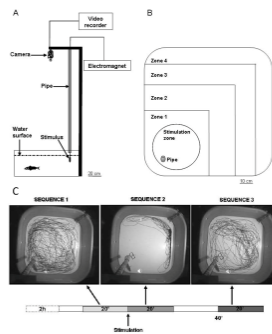 A
Video
recorder
Camera
Electromagnet
Pipe
Water
surface
Stimulus
20 cm
B
Zone 4
Zone 3
Zone 2
Zone 1
Stimulation
zone
Pipe
10 cm
C
SEQUENCE 1
SEQUENCE 2
SEQUENCE 3
2h
20'
20'
20'
40'
Stimulation